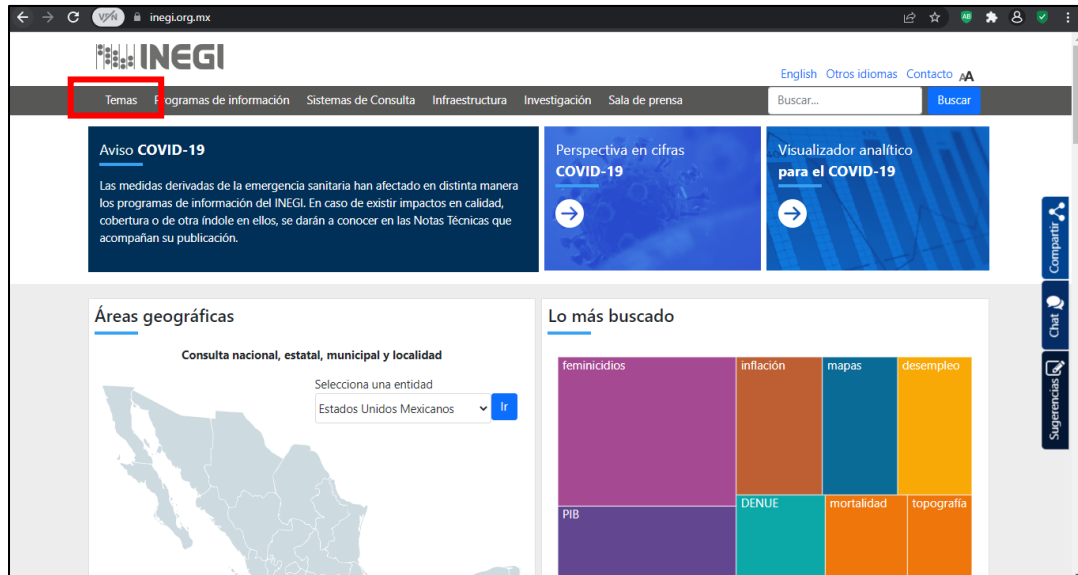 VPN inegi.org.mx
INEGI
English Otros idiomas Contacto AA
Temas Programas de información Sistemas de Consulta Infraestructura Investigación Sala de prensa Buscar... Buscar
Aviso COVID-19
Las medidas derivadas de la emergencia sanitaria han afectado en distinta manera
los programas de información del INEGI. En caso de existir impactos en calidad,
cobertura o de otra índole en ellos, se darán a conocer en las Notas Técnicas que
acompañan su publicación.
Perspectiva en cifras
COVID-19
Visualizador analítico
para el COVID-19
Compartir
Chat
Sugerencias
Áreas geográficas
Consulta nacional, estatal, municipal y localidad
Selecciona una entidad
Estados Unidos Mexicanos Ir
Lo más buscado
feminicidios inflación mapas desempleo
DENUE mortalidad topografía
PIB